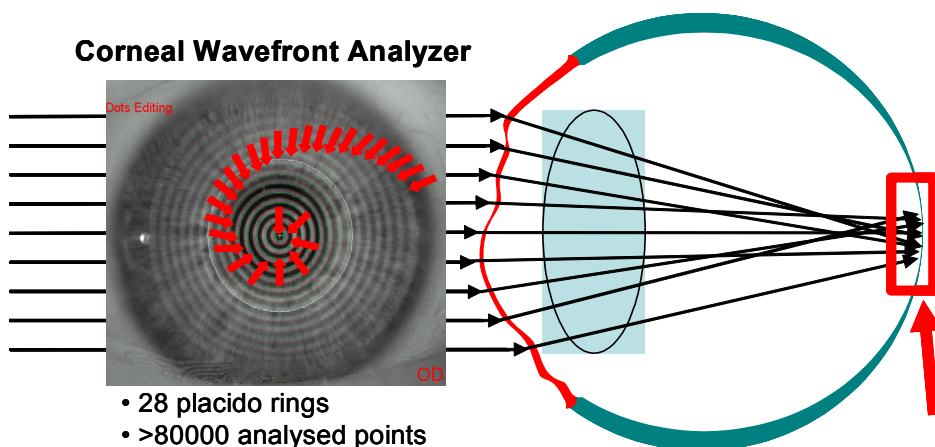 Corneal Wavefront Analyzer
Dots Editing
OD
• 28 placido rings
• >80000 analysed points